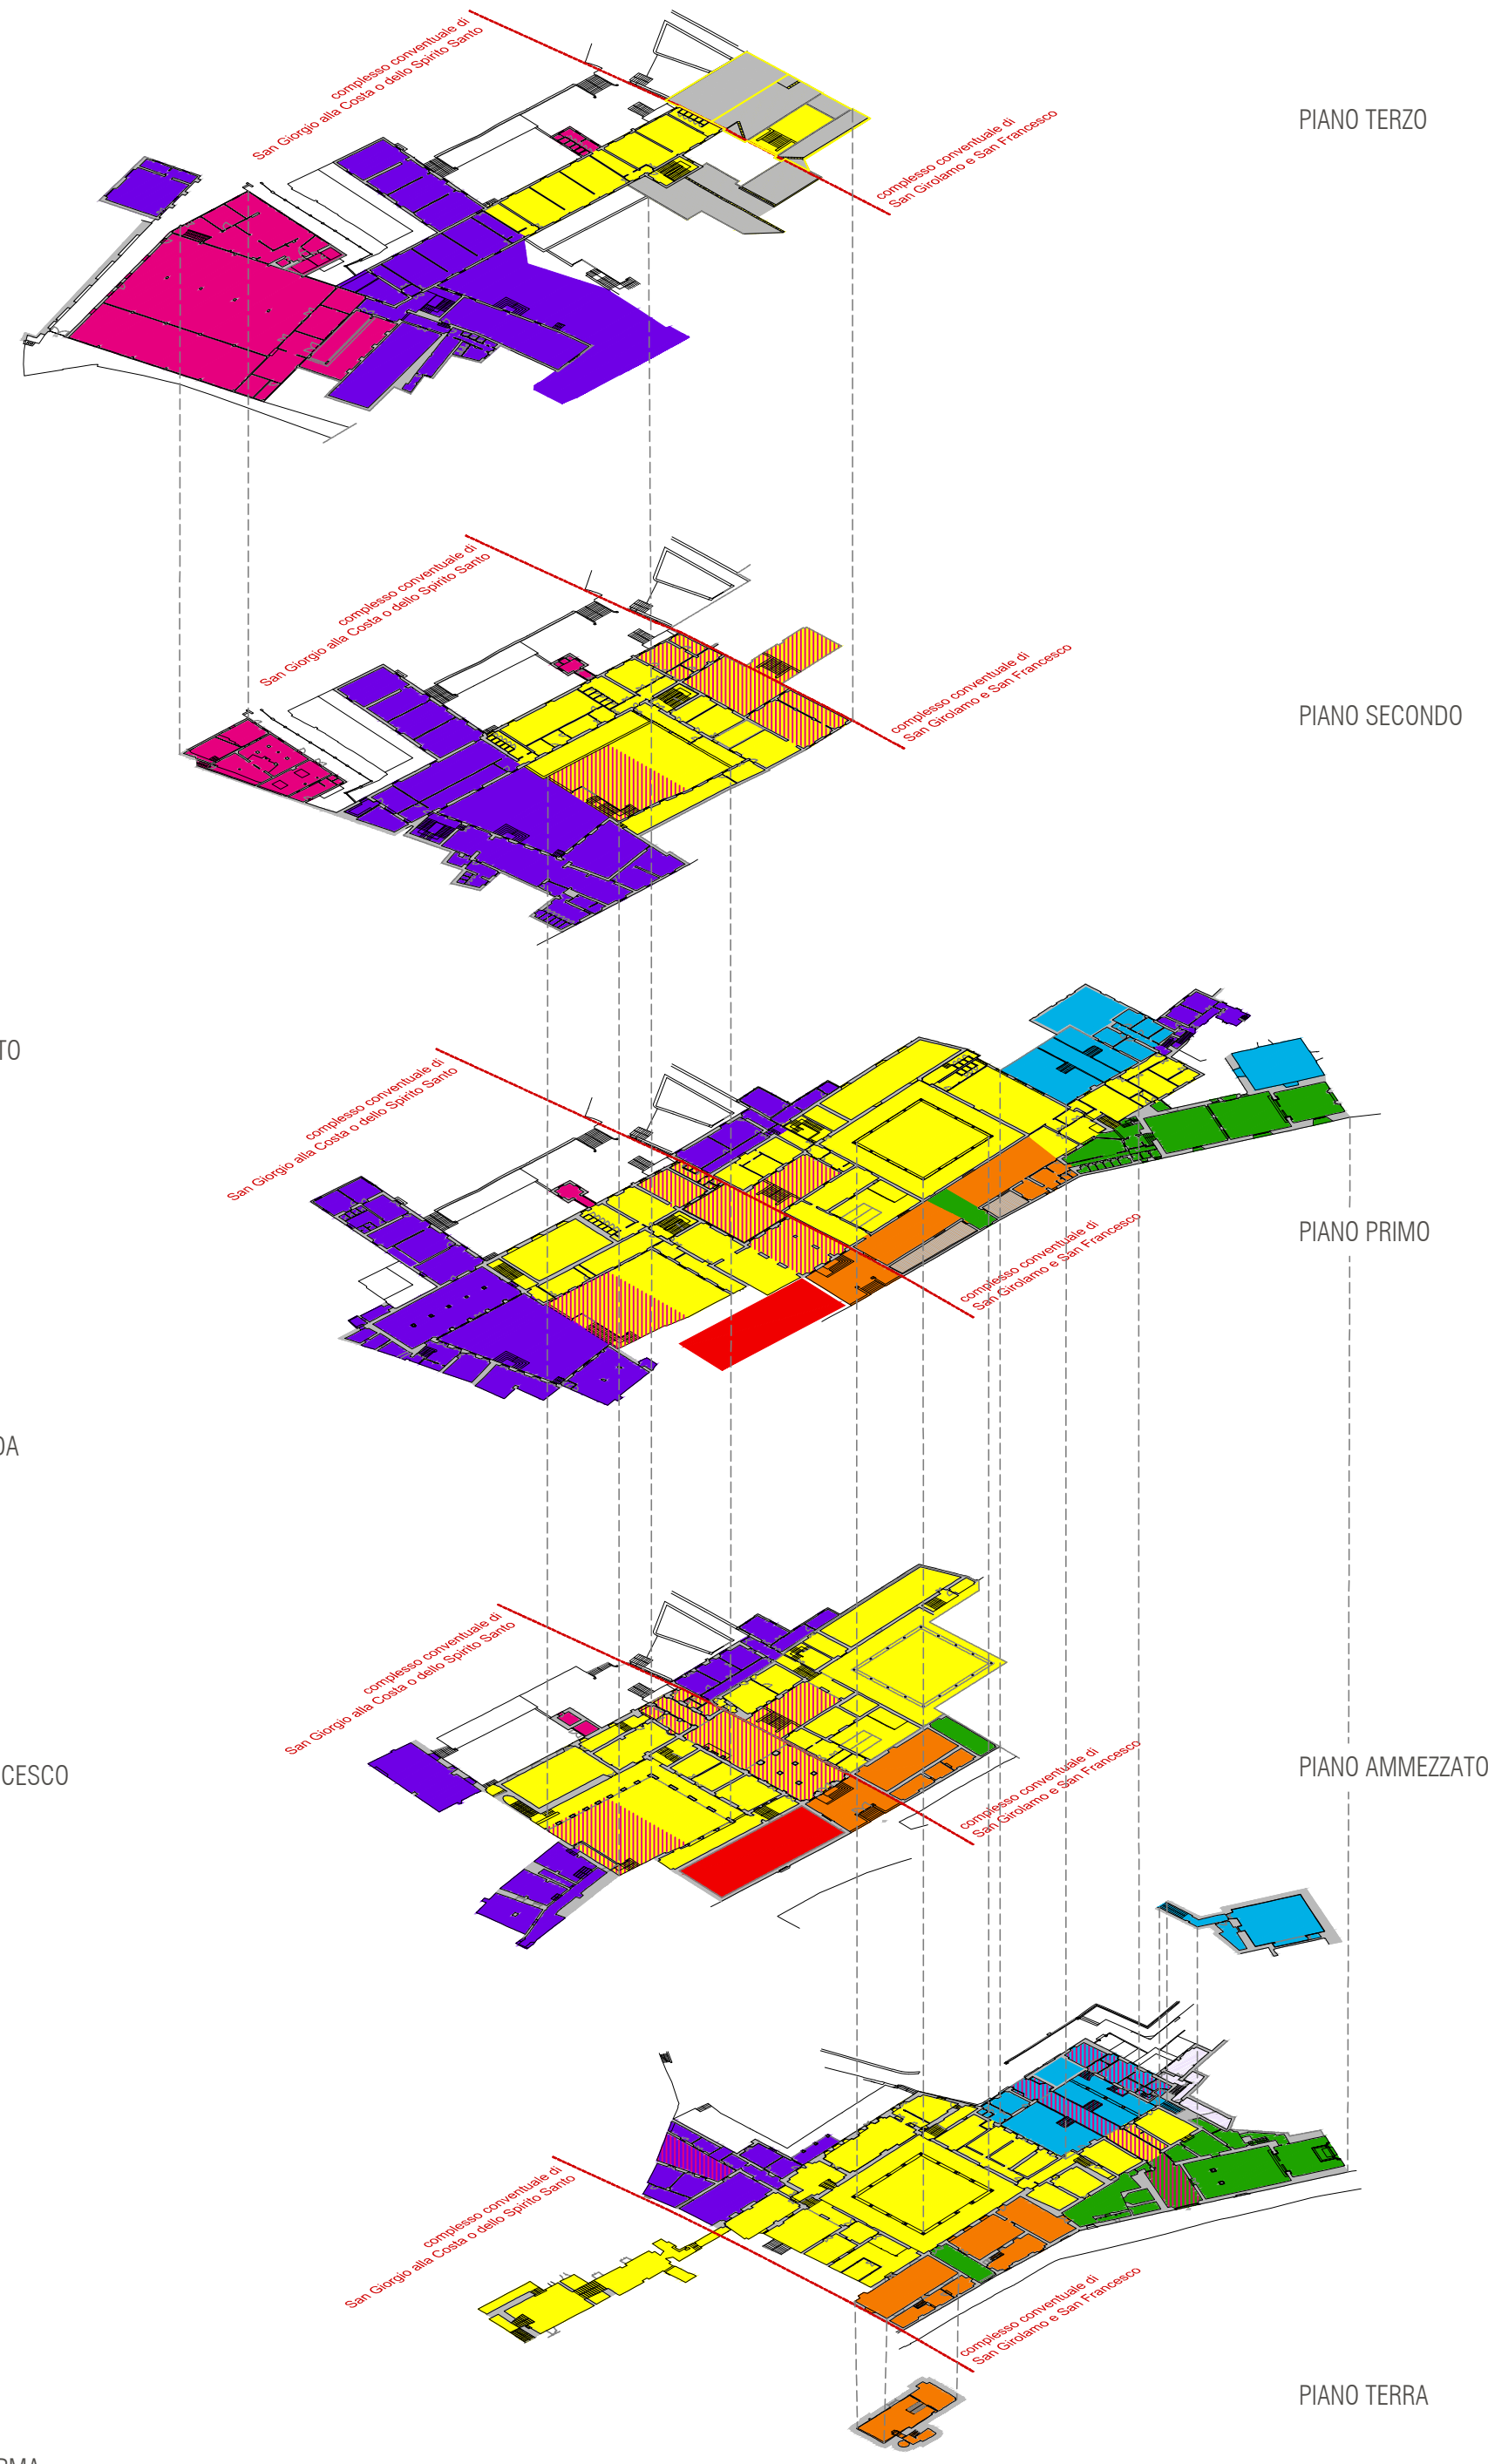 complesso conventuale di
San Giorgio alla Costa o dello Spirito Santo
PIANO TERZO
complesso conventuale di
San Girolamo e San Francesco
complesso conventuale di
San Giorgio alla Costa o dello Spirito Santo
complesso conventuale di
San Girolamo e San Francesco
PIANO SECONDO
TO
complesso conventuale di
San Giorgio alla Costa o dello Spirito Santo
PIANO PRIMO
complesso conventuale di
San Girolamo e San Francesco
DA
complesso conventuale di
San Giorgio alla Costa o dello Spirito Santo
CESCO
PIANO AMMEZZATO
complesso conventuale di
San Girolamo e San Francesco
complesso conventuale di
San Giorgio alla Costa o dello Spirito Santo
complesso conventuale di
San Girolamo e San Francesco
PIANO TERRA